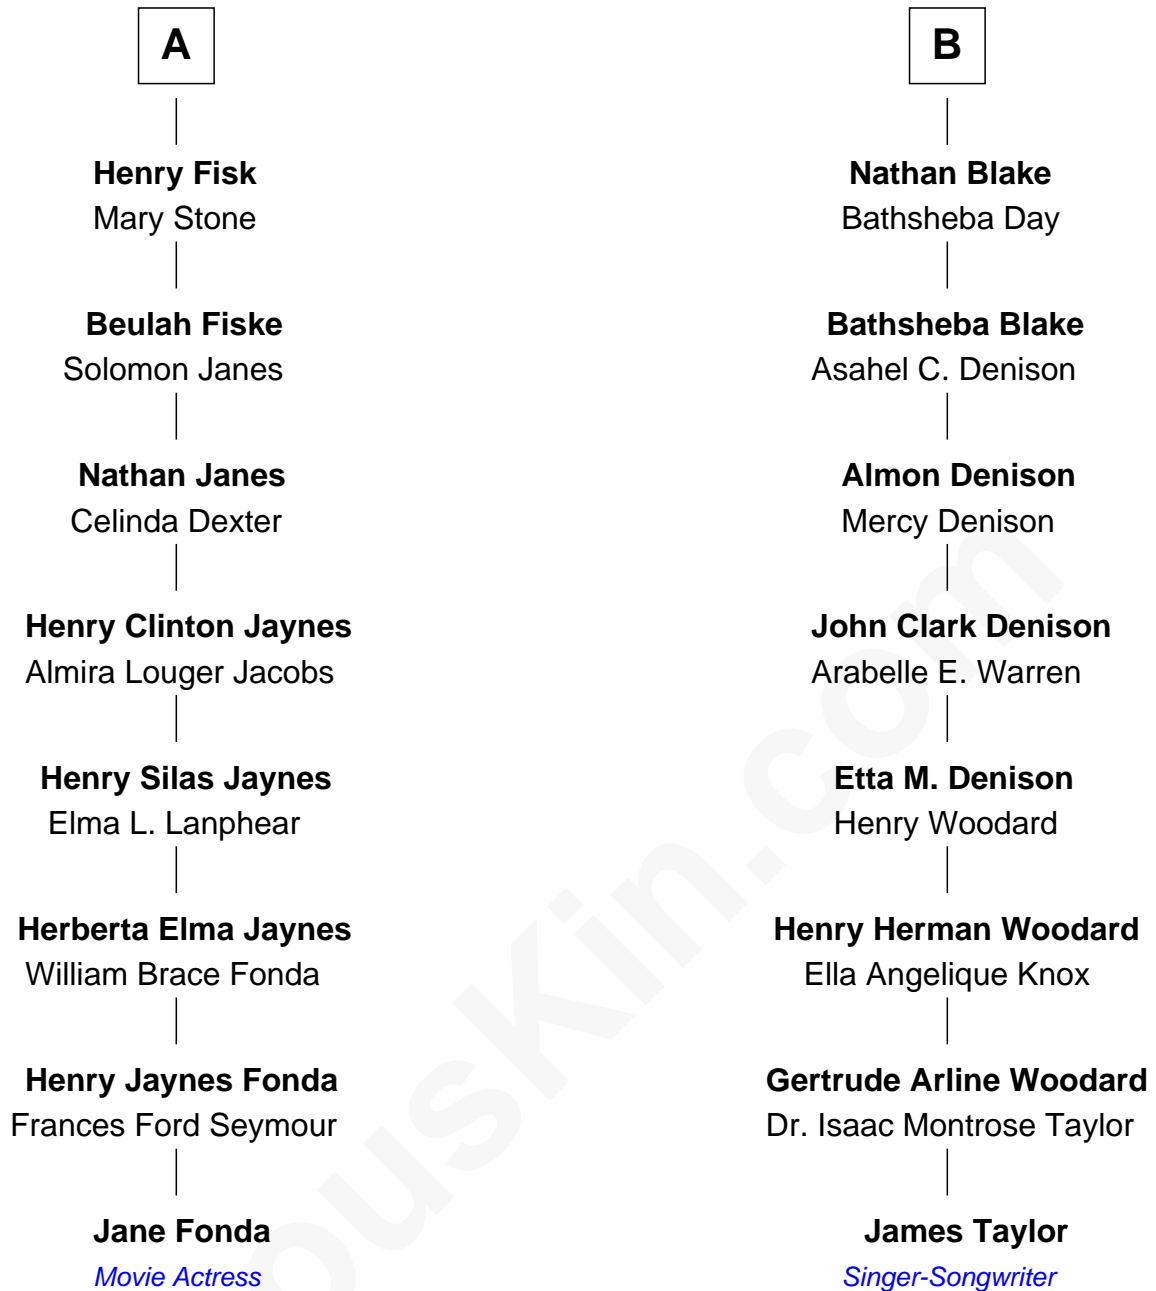 A
Henry Fisk
Mary Stone
Beulah Fiske
Solomon Janes
Nathan Janes
Celinda Dexter
Henry Clinton Jaynes
Almira Louger Jacobs
Henry Silas Jaynes
Elma L. Lanphear
Herberta Elma Jaynes
William Brace Fonda
Henry Jaynes Fonda
Frances Ford Seymour
Jane Fonda
Movie Actress
B
Nathan Blake
Bathsheba Day
Bathsheba Blake
Asahel C. Denison
Almon Denison
Mercy Denison
John Clark Denison
Arabelle E. Warren
Etta M. Denison
Henry Woodard
Henry Herman Woodard
Ella Angelique Knox
Gertrude Arline Woodard
Dr. Isaac Montrose Taylor
James Taylor
Singer-Songwriter
ousKin.com